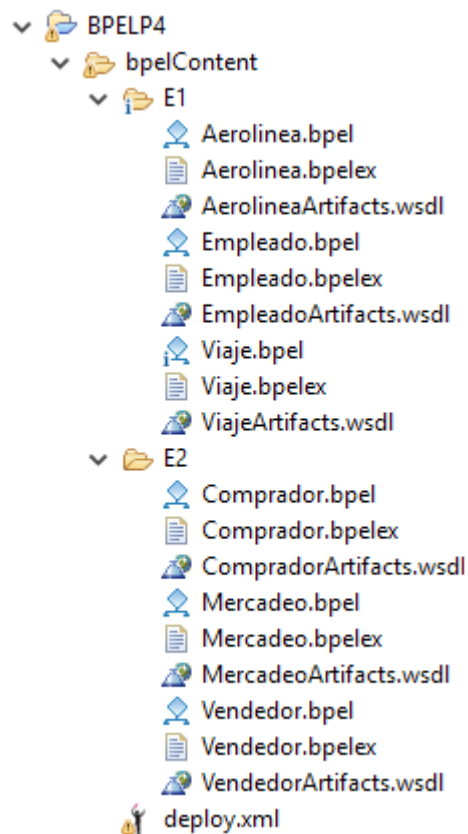 BPELP4
bpelContent
E1
Aerolinea.bpel
Aerolinea.bpelex
AerolineaArtifacts.wsdl
Empleado.bpel
Empleado.bpelex
EmpleadoArtifacts.wsdl
Viaje.bpel
Viaje.bpelex
ViajeArtifacts.wsdl
E2
Comprador.bpel
Comprador.bpelex
CompradorArtifacts.wsdl
Mercadeo.bpel
Mercadeo.bpelex
MercadeoArtifacts.wsdl
Vendedor.bpel
Vendedor.bpelex
VendedorArtifacts.wsdl
deploy.xml